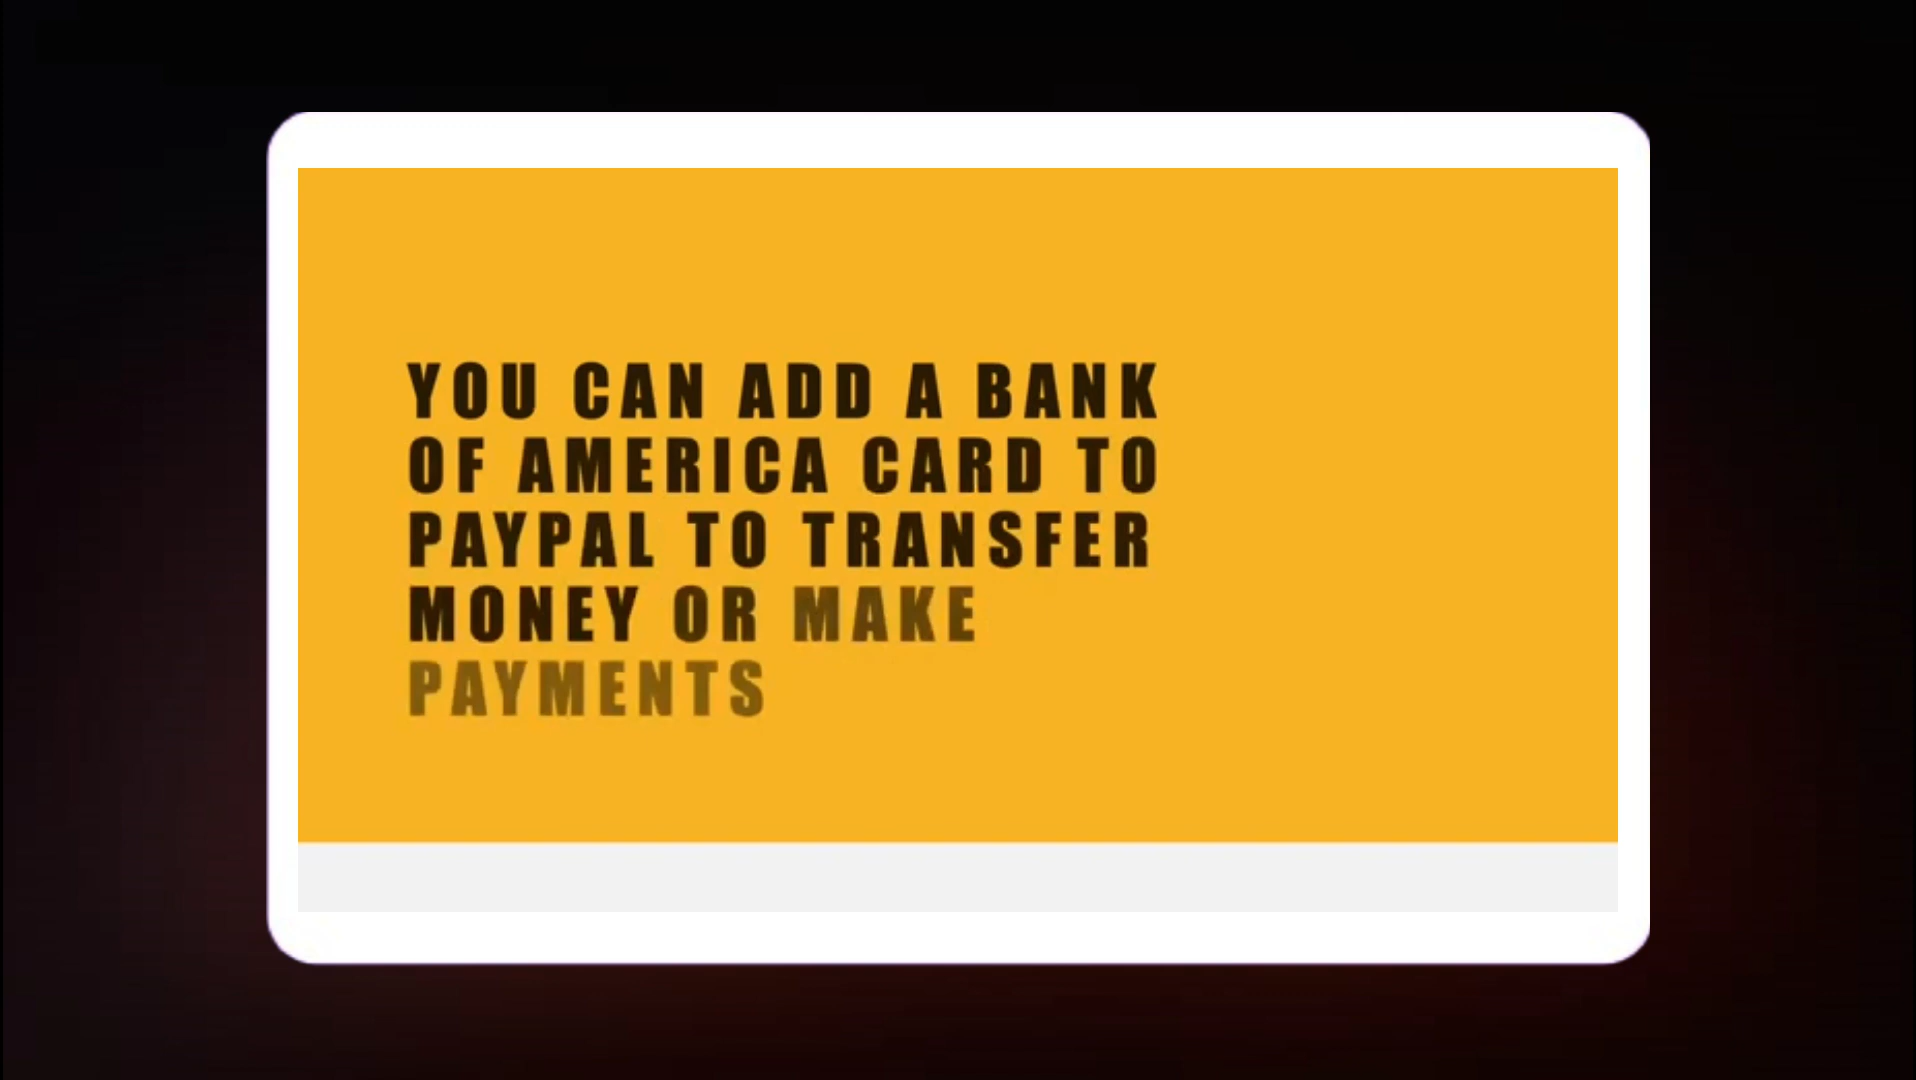 YOU CAN ADD A BANK
OF AMERICA CARD TO
PAYPAL TO TRANSFER
MONEY OR MAKE
PAYMENTS